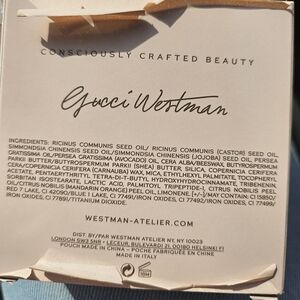 CONSCIOUSLY CRAFTED BEAUTY
Gucci Westman
INGREDIENTS: RICINUS COMMUNIS SEED OIL/ RICINUS COMMUNIS (CASTOR) SEED OIL,
SIMMONDSIA CHINENSIS SEED OIL/SIMMONDSIA CHINENSIS (JOJOBA) SEED OIL, PERSEA
GRATISSIMA OIL/PERSEA GRATISSIMA (AVOCADO) OIL, CERA ALBA/BEESWAX, BUTYROSPERMUM
PARKII BUTTER/BUTYROSPERMUM PARKII (SHEA) BUTTER, SILICA, COPERNICIA CERIFERA
CERA/COPERNICIA CERIFERA (CARNAUBA) WAX, MICA, ETHYLHEXYL PALMITATE, TOCOPHERYL
ACETATE, PENTAERYTHRITYL TETRA-DI-T-BUTYL HYDROXYHYDROCINNAMATE, TRIBEHENIN,
SORBITAN ISOSTEARATE, LACTIC ACID, PALMITOYL TRIPEPTIDE-1, CITRUS NOBILIS PEEL
OIL/CITRUS NOBILIS (MANDARIN ORANGE) PEEL OIL, LIMONENE. [+/-) MAY CONTAIN: CI 15850/
RED 7 LAKE, CI 42090/BLUE 1 LAKE, CI 77491/IRON OXIDES, CI 77492/IRON OXIDES, CI 77499/
IRON OXIDES, CI 77891/TITANIUM DIOXIDE.
WESTMAN-ATELIER.COM
DIST. BY/PAR WESTMAN ATELIER NY, NY 10023
LONDON SW3 5NR • LECEUR, BULEVARDI 21, 00180 HELSINKI FI
POUCH MADE IN CHINA – POCHE FABRIQUÉE EN CHINE
MADE IN ITALY